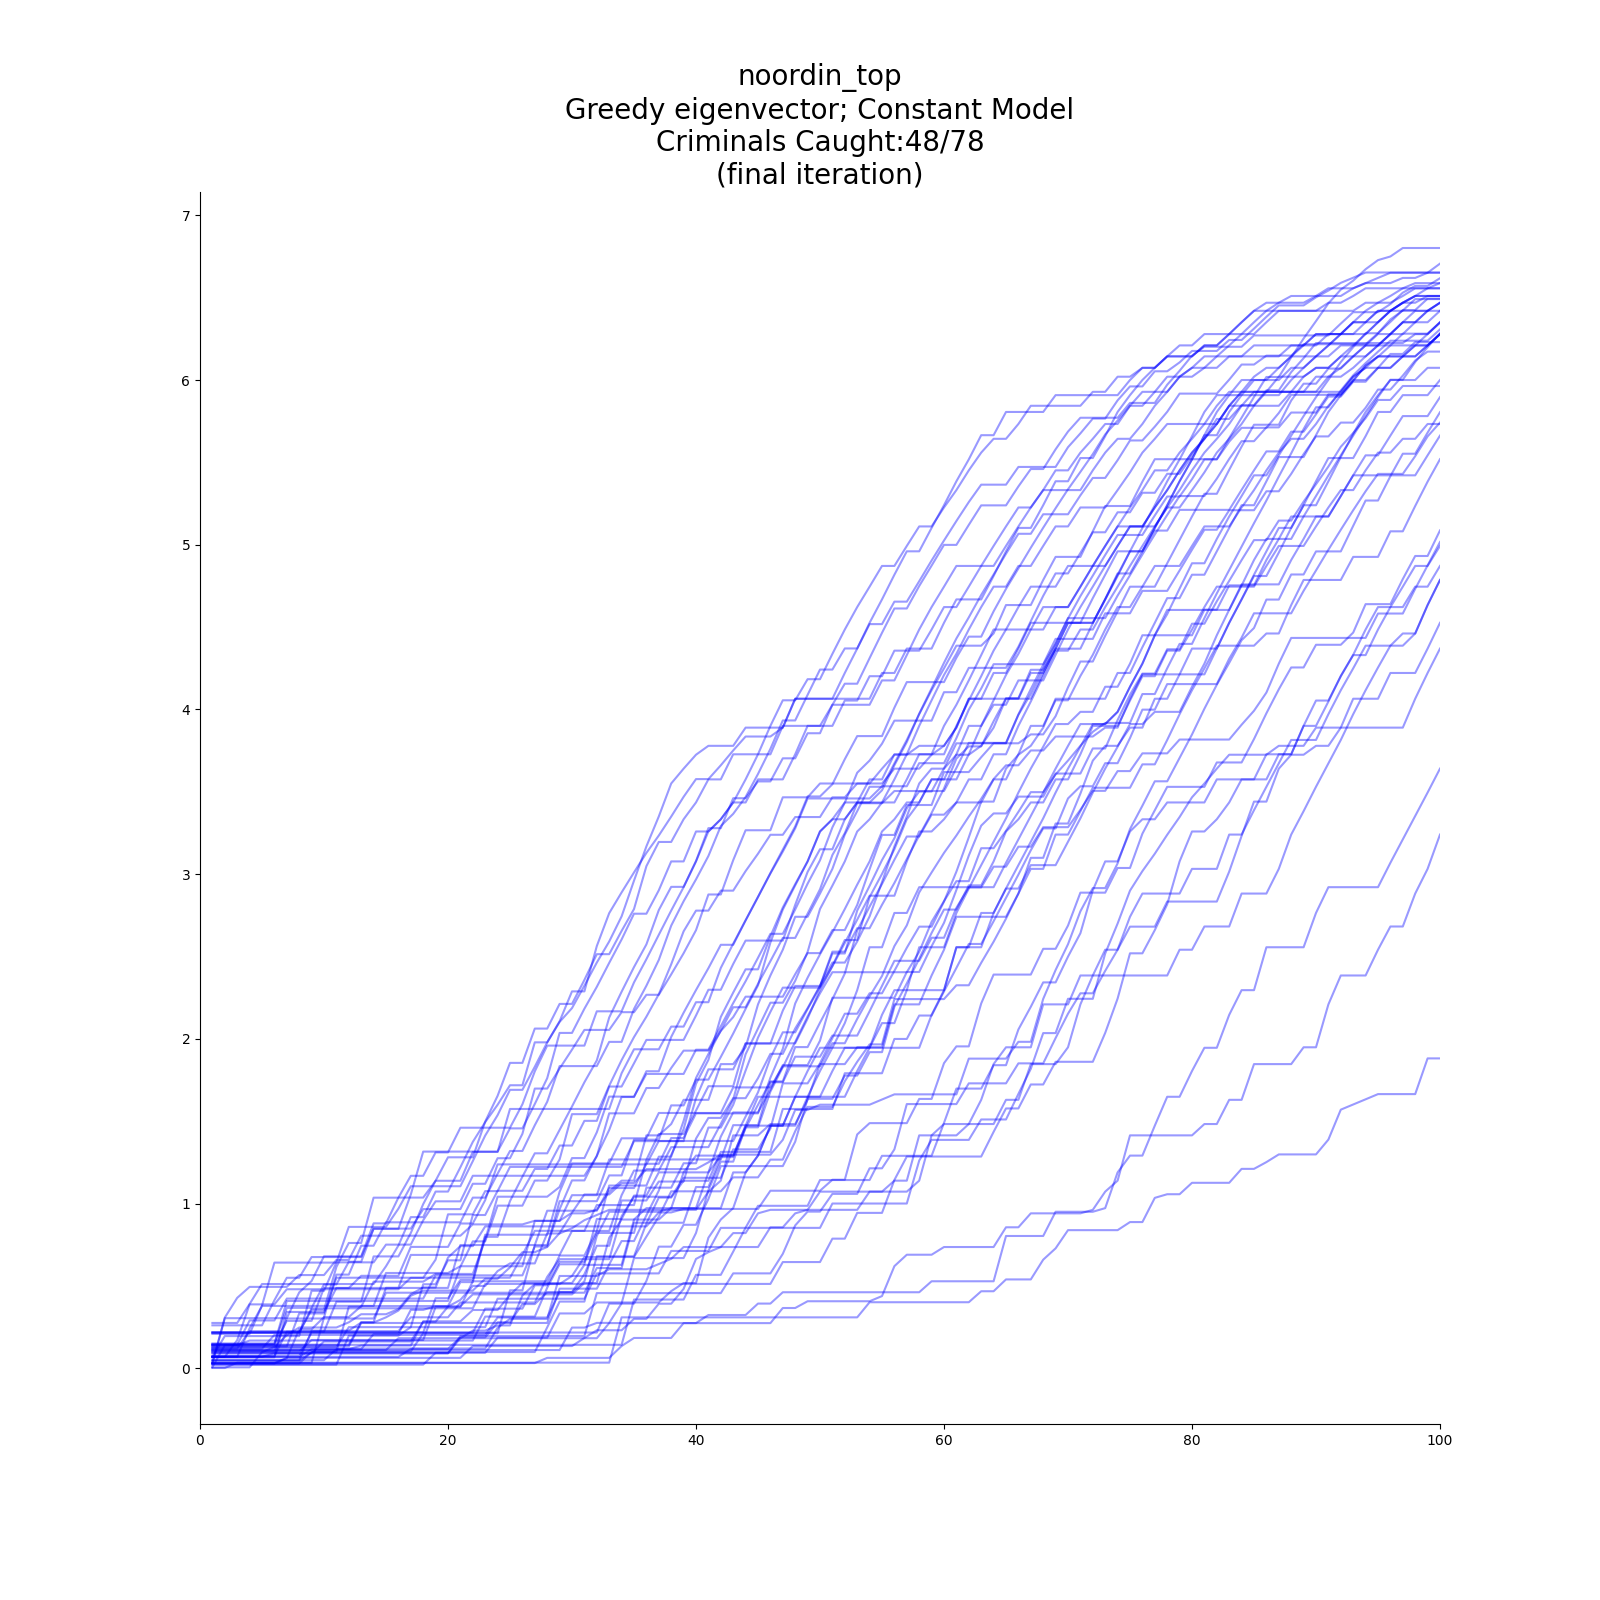 noordin_top
Greedy eigenvector; Constant Model
Criminals Caught:48/78
(final iteration)
7
6
5
4
3
2
1
0
0 20 40 60 80 100